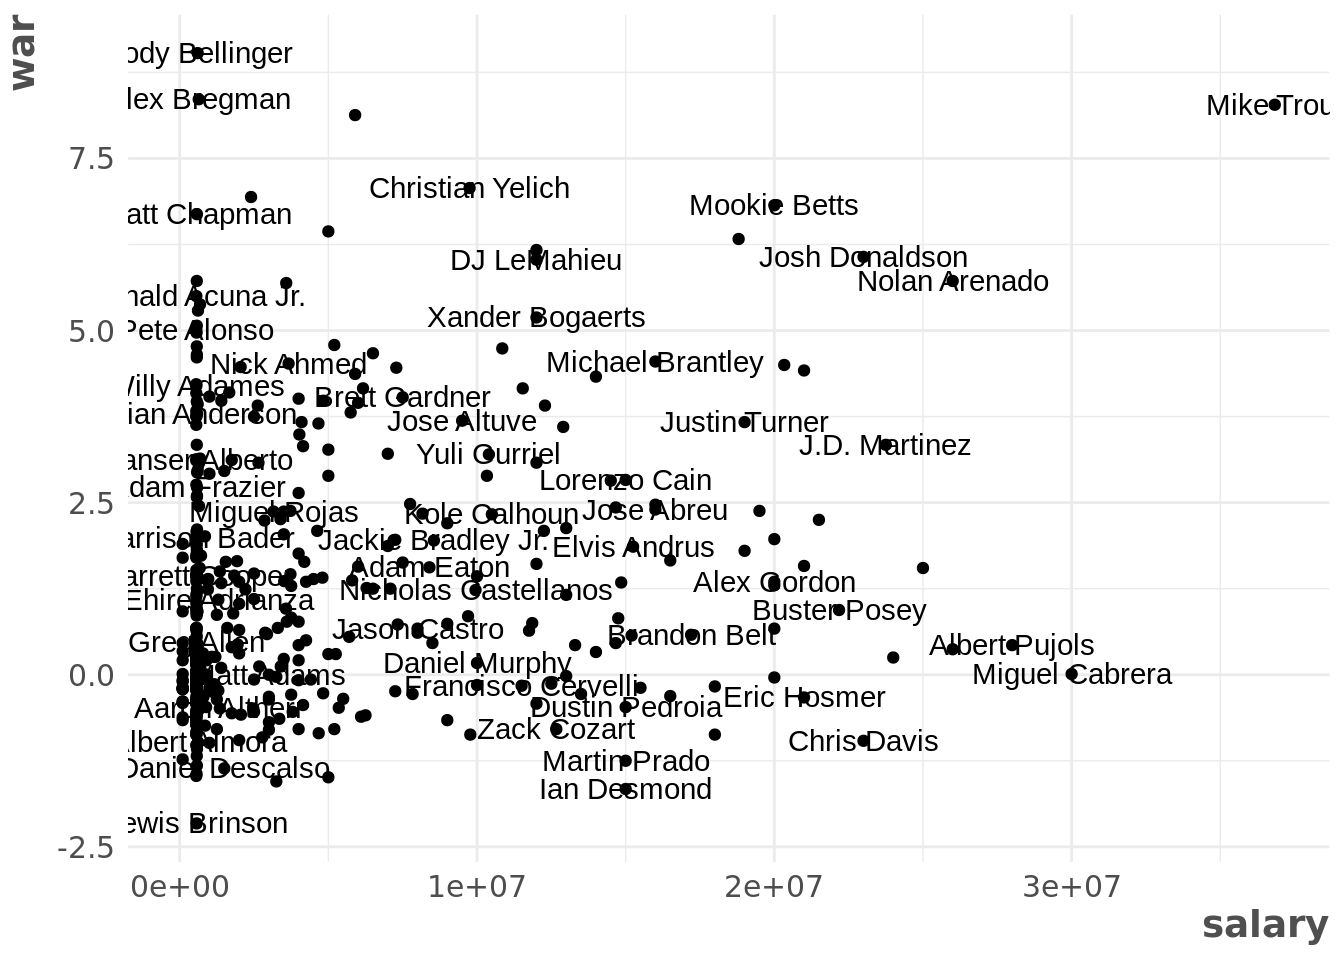 war
ody Bellinger
lex Bregman
Mike Trou
7.5
Christian Yelich
Mookie Betts
att Chapman
DJ LeMahieu
Josh Donaldson
Nolan Arenado
nald Acuna Jr.
Xander Bogaerts
5.0
Pete Alonso
Nick Ahmed
Michael Brantley
Willy Adames
Brett Gardner
ian Anderson
Jose Altuve
Justin Turner
J.D. Martinez
Yuli Gurriel
anser Alberto
Lorenzo Cain
dam Frazier
2.5
Miguel Rojas
Kole Calhoun
Jose Abreu
arrison Bader
Jackie Bradley Jr.
Elvis Andrus
Adam Eaton
arrett Cooper
Alex Gordon
Nicholas Castellanos
Ehire Adrianza
Buster Posey
Jason Castro
Brandon Belt
Greg Allen
Albert Pujols
Daniel Murphy
0.0
Matt Adams
Miguel Cabrera
Francisco Cervelli
Eric Hosmer
Aaron Altherr
Dustin Pedroia
Zack Cozart
lbert Almora
Chris Davis
Martin Prado
Daniel Descalso
Ian Desmond
ewis Brinson
-2.5
0e+00
1e+07
2e+07
3e+07
salary